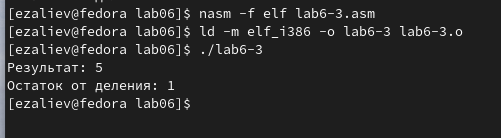 [ezaliev@fedora lab06]$ nasm -f elf lab6-3.asm
[ezaliev@fedora lab06]$ ld -m elf_i386 -o lab6-3 lab6-3.o
[ezaliev@fedora lab06]$ ./lab6-3
Результат: 5
Остаток от деления: 1
[ezaliev@fedora lab06]$